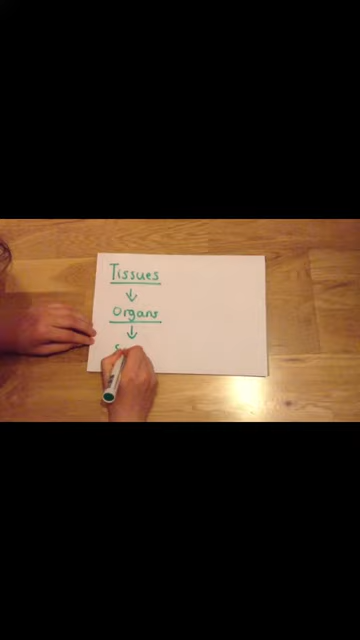 Tissues
↓
Organs
↓
S